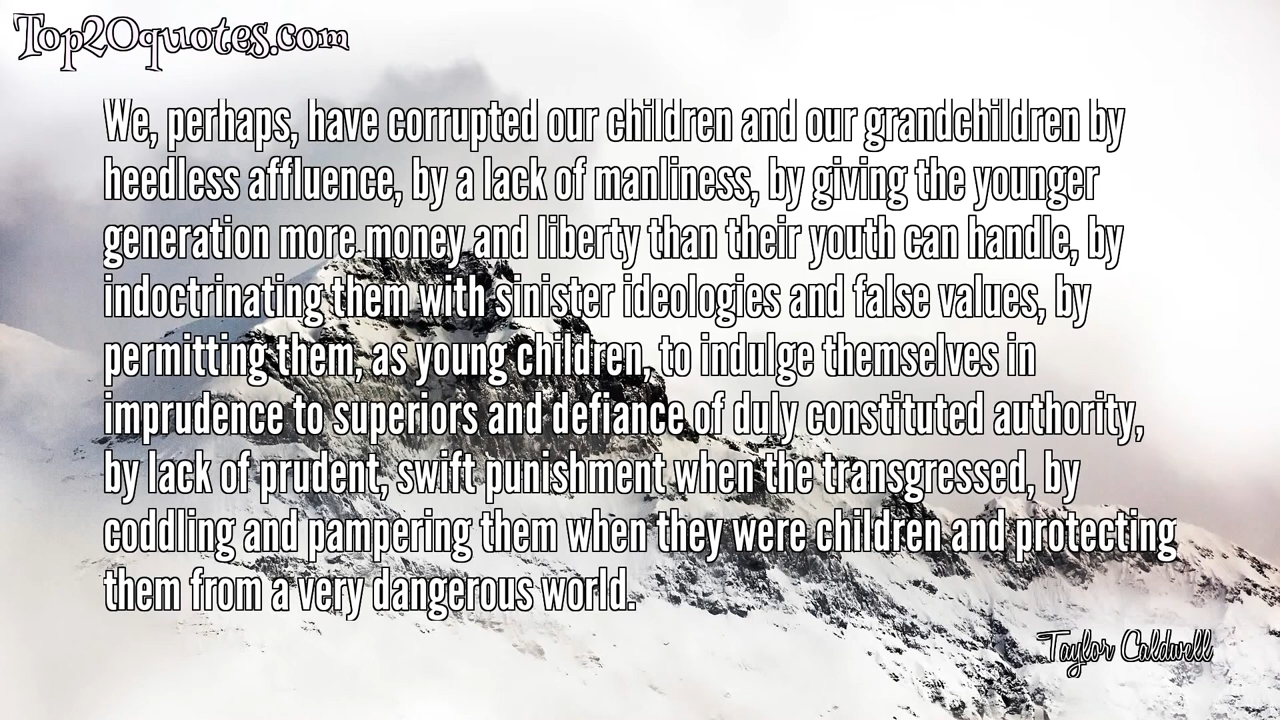 Top20quotes.com
We, perhaps, have corrupted our children and our grandchildren by
heedless affluence, by a lack of manliness, by giving the younger
generation more money and liberty than their youth can handle, by
indoctrinating them with sinister ideologies and false values, by
permitting them, as young children, to indulge themselves in
imprudence to superiors and defiance of duly constituted authority,
by lack of prudent, swift punishment when the transgressed, by
coddling and pampering them when they were children and protecting
them from a very dangerous world.
Taylor Caldwell